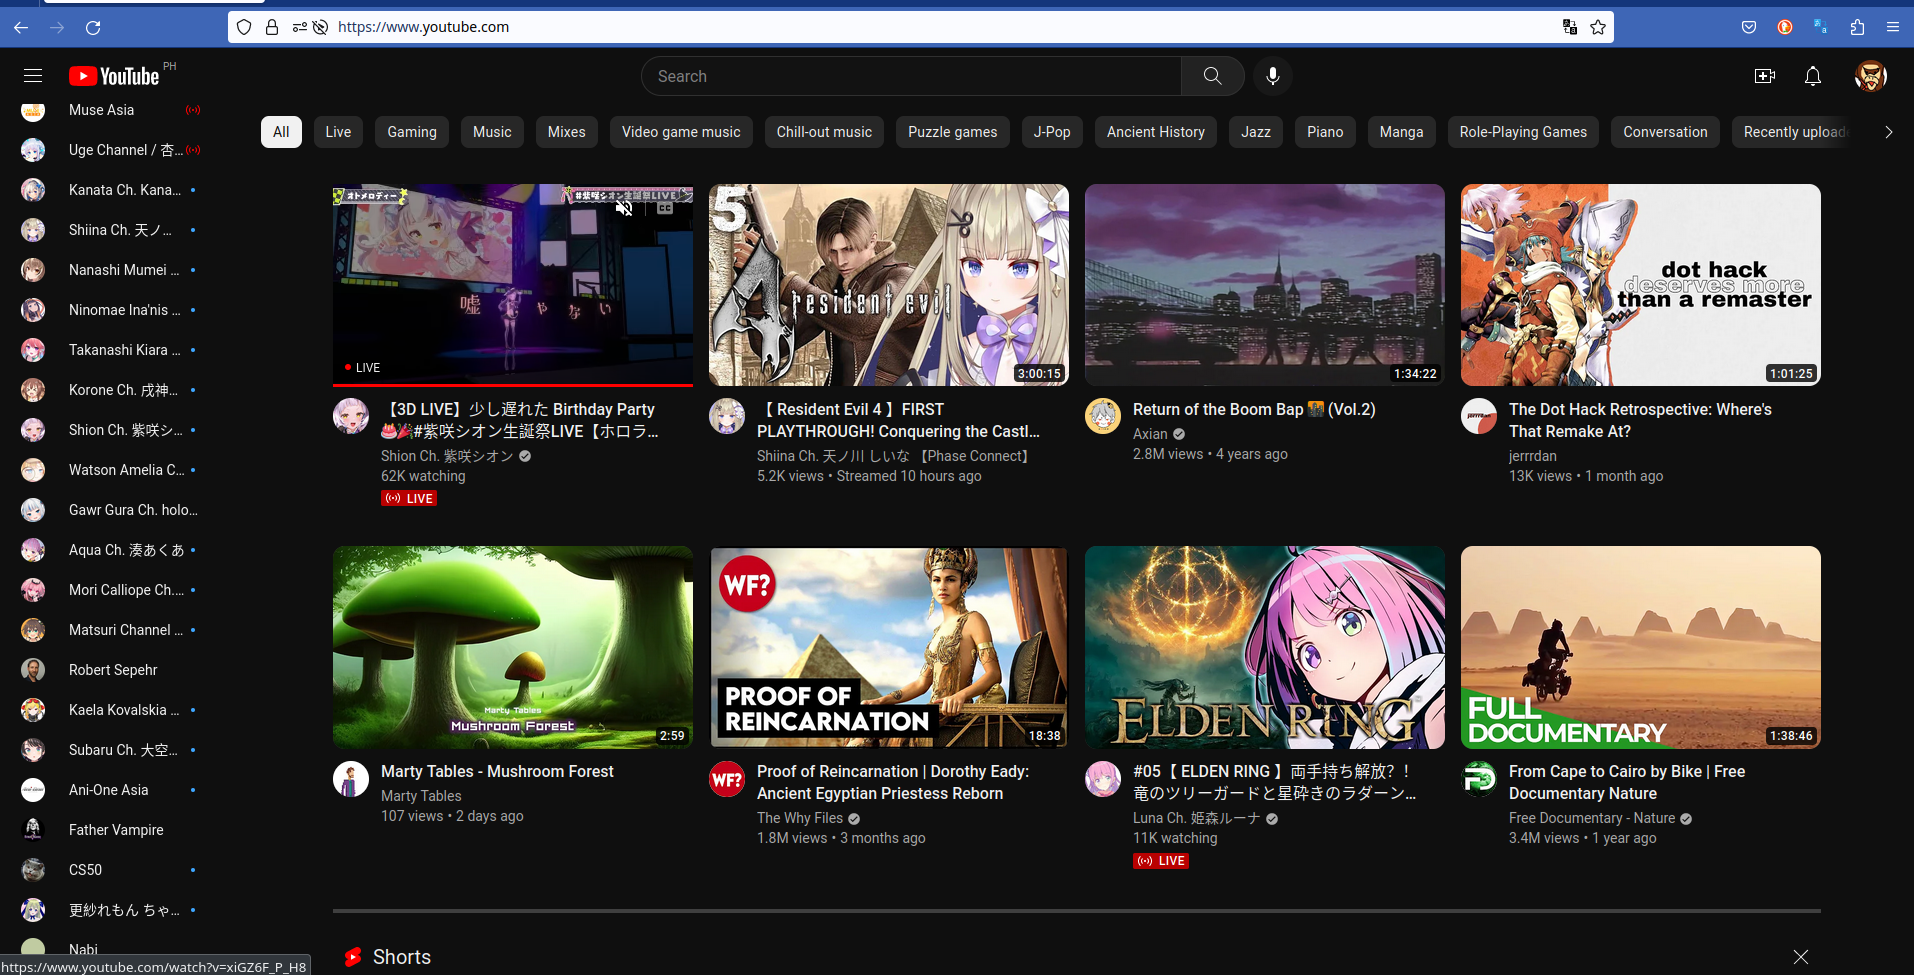 https://www.youtube.com
YouTube PH
Search
Muse Asia
Uge Channel / 杏...
Kanata Ch. Kana...
Shiina Ch. 天ノ...
Nanashi Mumei ...
Ninomae Ina'nis ...
Takanashi Kiara ...
Korone Ch. 戌神...
Shion Ch. 紫咲シ...
Watson Amelia C...
Gawr Gura Ch. holo...
Aqua Ch. 湊あくあ
Mori Calliope Ch....
Matsuri Channel ...
Robert Sepehr
Kaela Kovalskia ...
Subaru Ch. 大空...
Ani-One Asia
Father Vampire
CS50
更紗れもん ちゃ...
Nabi
All
Live
Gaming
Music
Mixes
Video game music
Chill-out music
Puzzle games
J-Pop
Ancient History
Jazz
Piano
Manga
Role-Playing Games
Conversation
Recently uploade
オトメロディー
#紫咲シオン生誕祭LIVE
CC
嘘 やない
LIVE
【3D LIVE】少し遅れた Birthday Party
🎂🎉#紫咲シオン生誕祭LIVE【ホロラ...
Shion Ch. 紫咲シオン
62K watching
LIVE
5
resident evil
4
3:00:15
【 Resident Evil 4 】FIRST
PLAYTHROUGH! Conquering the Castl...
Shiina Ch. 天ノ川 しいな 【Phase Connect】
5.2K views • Streamed 10 hours ago
1:34:22
Return of the Boom Bap 🌇 (Vol.2)
Axian
2.8M views • 4 years ago
dot hack
deserves more
than a remaster
1:01:25
The Dot Hack Retrospective: Where's
That Remake At?
jerrrdan
13K views • 1 month ago
Marty Tables
Mushroom Forest
2:59
Marty Tables - Mushroom Forest
Marty Tables
107 views • 2 days ago
WF?
PROOF OF
REINCARNATION
18:38
WF?
Proof of Reincarnation | Dorothy Eady:
Ancient Egyptian Priestess Reborn
The Why Files
1.8M views • 3 months ago
ELDEN RING
#05【 ELDEN RING 】両手持ち解放？！
竜のツリーガードと星砕きのラダーン...
Luna Ch. 姫森ルーナ
11K watching
LIVE
FULL
DOCUMENTARY
1:38:46
From Cape to Cairo by Bike | Free
Documentary Nature
Free Documentary - Nature
3.4M views • 1 year ago
Shorts
https://www.youtube.com/watch?v=xiGZ6F_P_H8